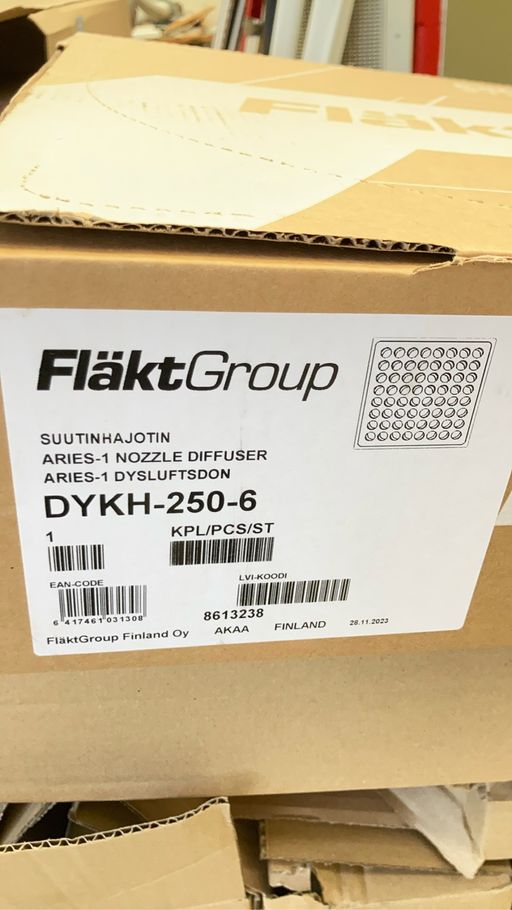 Fläk
FläktGroup
SUUTINHAJOTIN
ARIES-1 NOZZLE DIFFUSER
ARIES-1 DYSLUFTSDON
DYKH-250-6
1 KPL/PCS/ST
EAN-CODE LVI-KOODI
6 417461 031308 8613238
FläktGroup Finland Oy AKAA FINLAND 28.11.2023